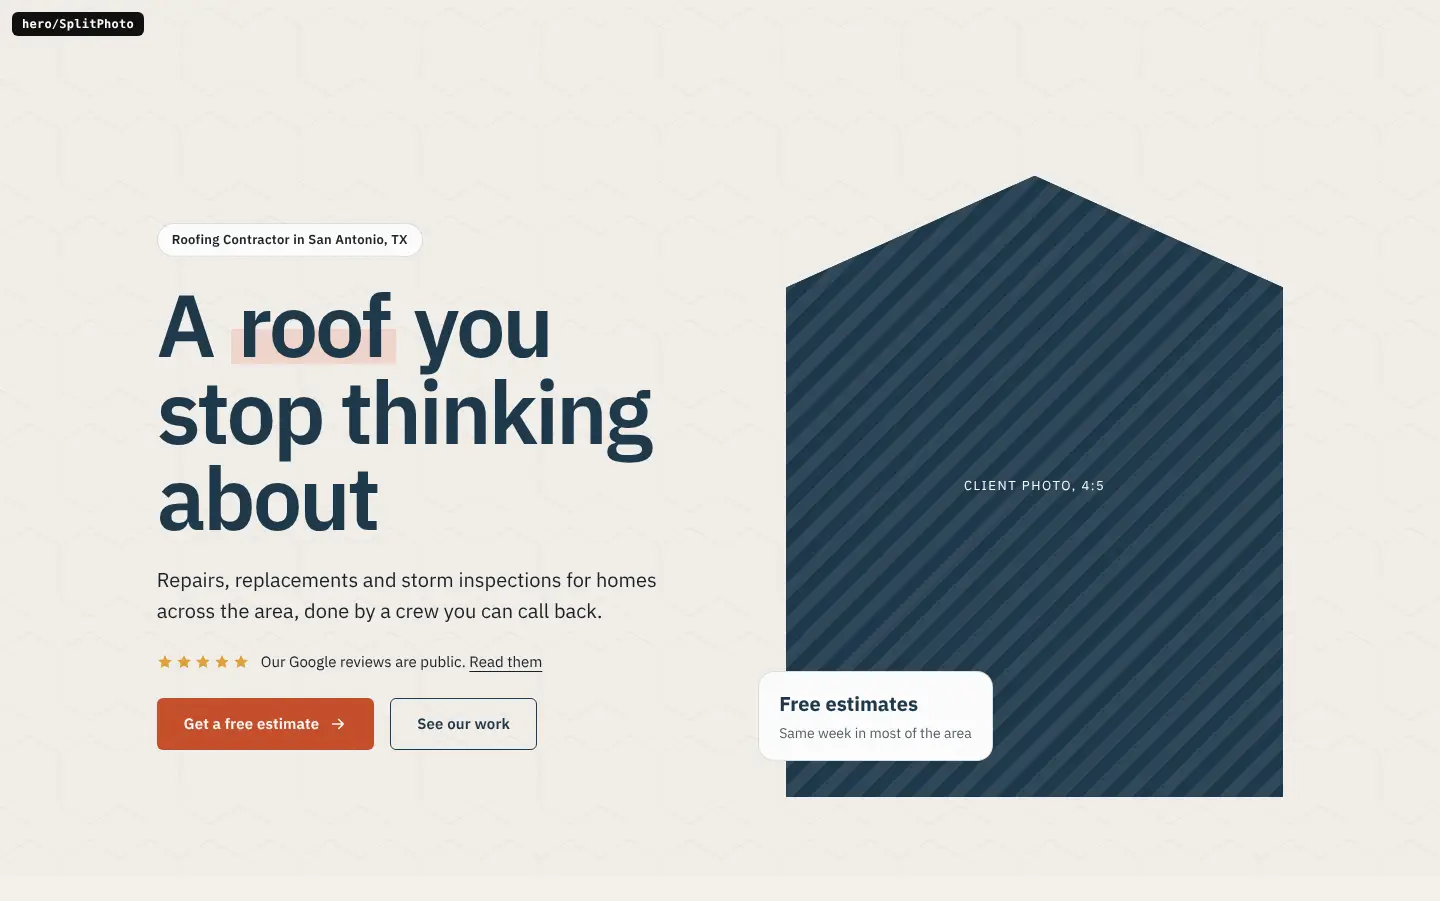 hero/SplitPhoto
Roofing Contractor in San Antonio, TX
A roof you
stop thinking
about
Repairs, replacements and storm inspections for homes
across the area, done by a crew you can call back.
Our Google reviews are public. Read them
Get a free estimate →
See our work
CLIENT PHOTO, 4:5
Free estimates
Same week in most of the area